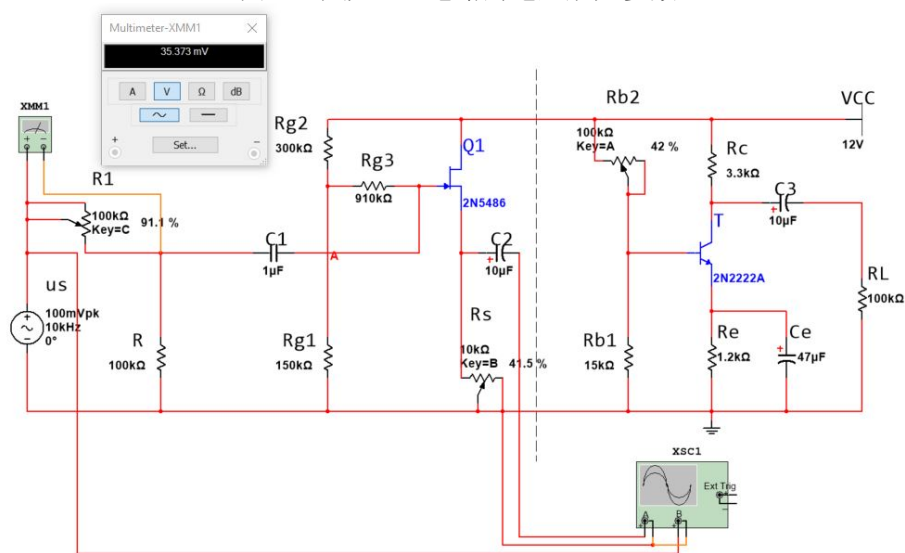 Multimeter-XMM1
35.373 mV
A V Ω dB
+ Set... -
XMM1
+ -
R1
100kΩ
Key=C 91.1 %
us
100mVpk
10kHz
0°
R
100kΩ
C1
1µF
Rg2
300kΩ
Rg3
910kΩ
A
Rg1
150kΩ
Q1
2N5486
C2
+
10µF
Rs
10kΩ
Key=B 41.5 %
Rb2
100kΩ
Key=A 42 %
Rb1
15kΩ
VCC
12V
Rc
3.3kΩ
C3
+
10µF
T
2N2222A
Re
1.2kΩ
Ce
+
47µF
RL
100kΩ
XSC1
Ext Trig
+
-
A B
+ - + -